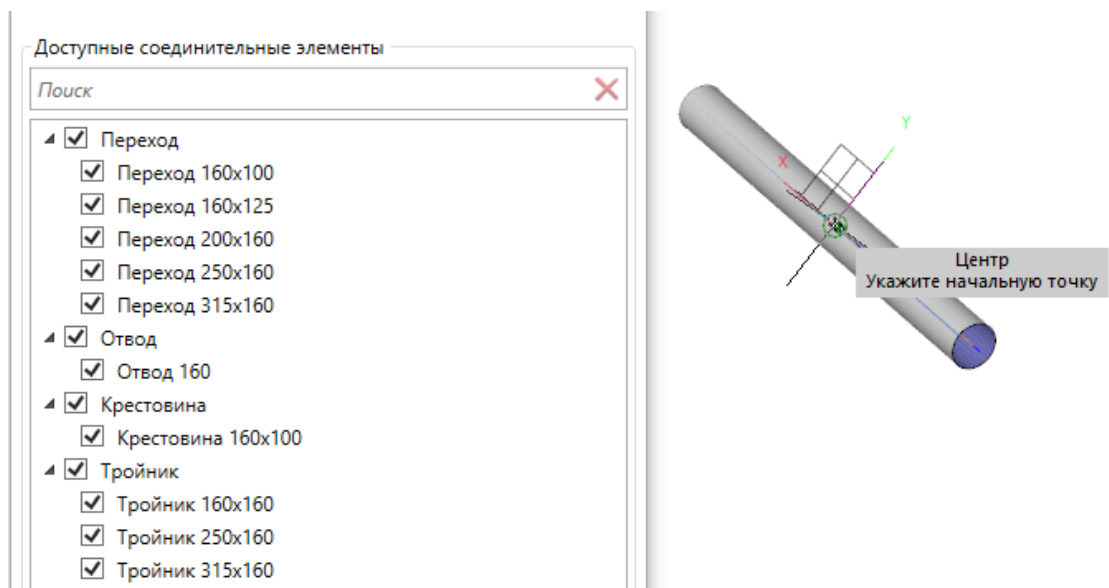 Доступные соединительные элементы
Поиск
Переход
Переход 160x100
Переход 160x125
Переход 200x160
Переход 250x160
Переход 315x160
Отвод
Отвод 160
Крестовина
Крестовина 160x100
Тройник
Тройник 160x160
Тройник 250x160
Тройник 315x160
Y
X
Центр
Укажите начальную точку